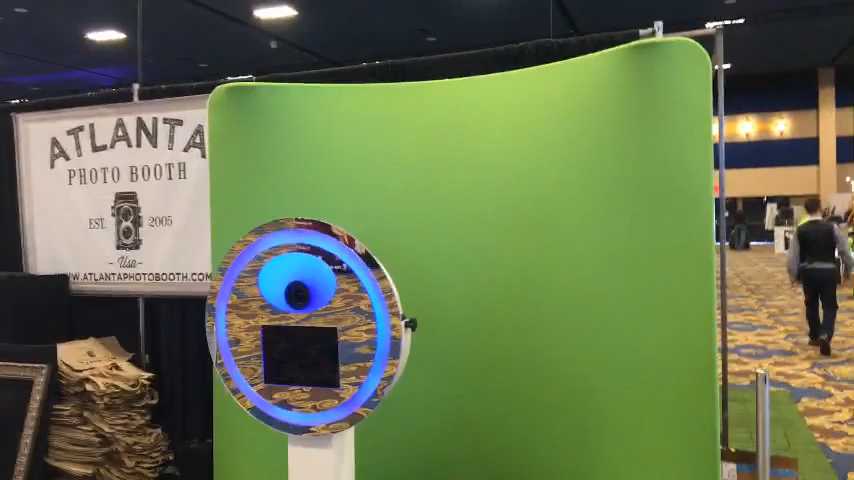 ATLANTA
PHOTO BOOTH
EST. 2005
Usa
WWW.ATLANTAPHOTOBOOTH.COM